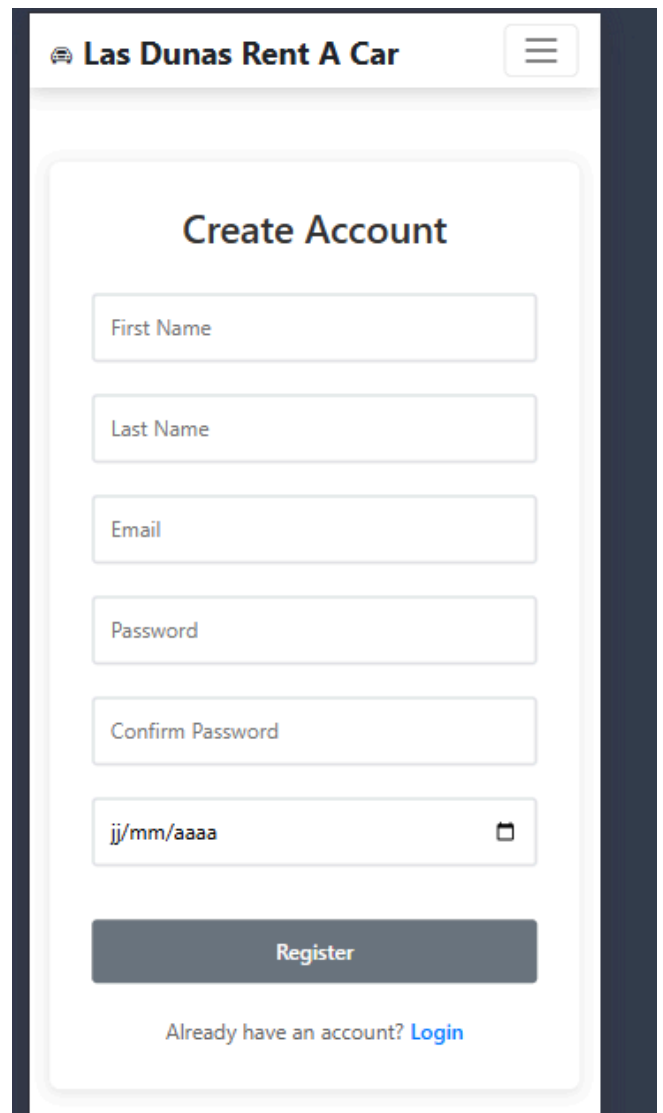 Las Dunas Rent A Car
Create Account
First Name
Last Name
Email
Password
Confirm Password
jj/mm/aaaa
Register
Already have an account? Login